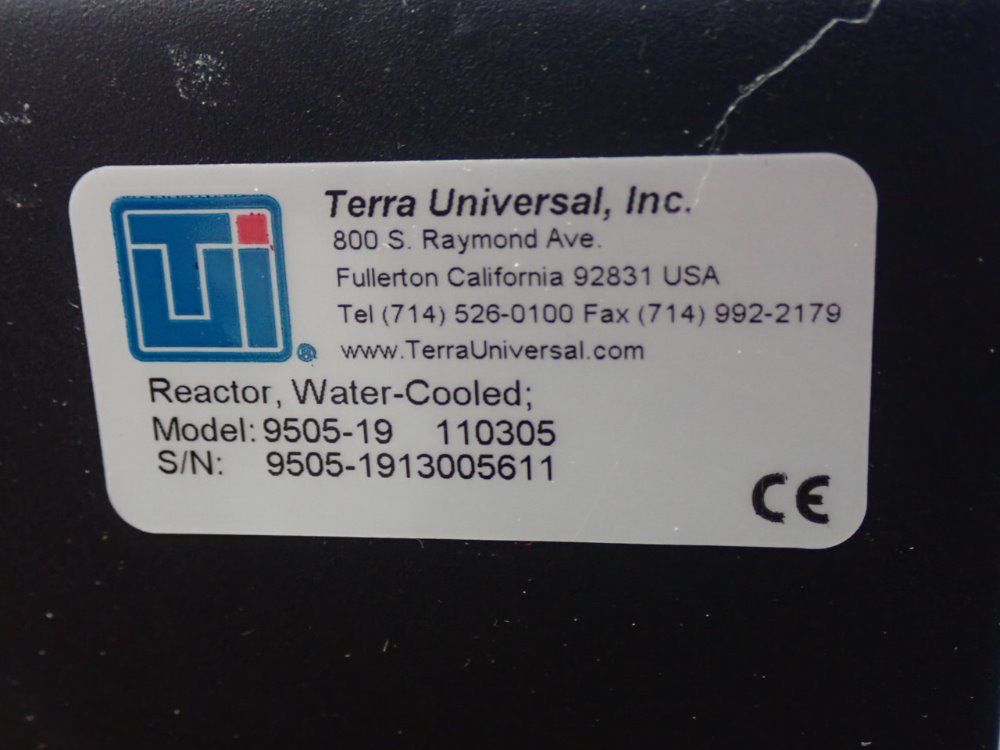 Ti
Terra Universal, Inc.
800 S. Raymond Ave.
Fullerton California 92831 USA
Tel (714) 526-0100 Fax (714) 992-2179
®
www.TerraUniversal.com
Reactor, Water-Cooled;
Model: 9505-19 110305
S/N: 9505-1913005611
CE